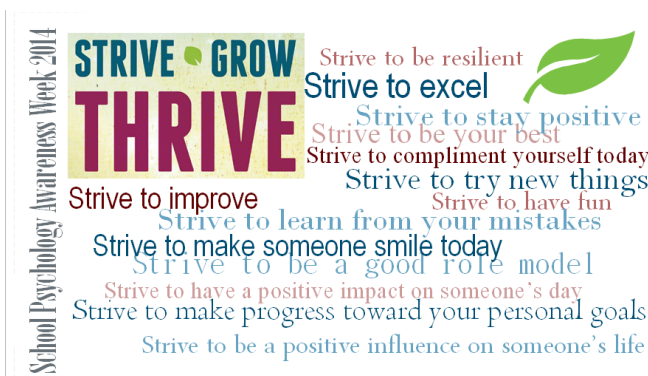 School Psychology Awareness Week 2014
STRIVE GROW
THRIVE
Strive to be resilient
Strive to excel
Strive to stay positive
Strive to be your best
Strive to compliment yourself today
Strive to try new things
Strive to improve
Strive to have fun
Strive to learn from your mistakes
Strive to make someone smile today
Strive to be a good role model
Strive to have a positive impact on someone’s day
Strive to make progress toward your personal goals
Strive to be a positive influence on someone’s life